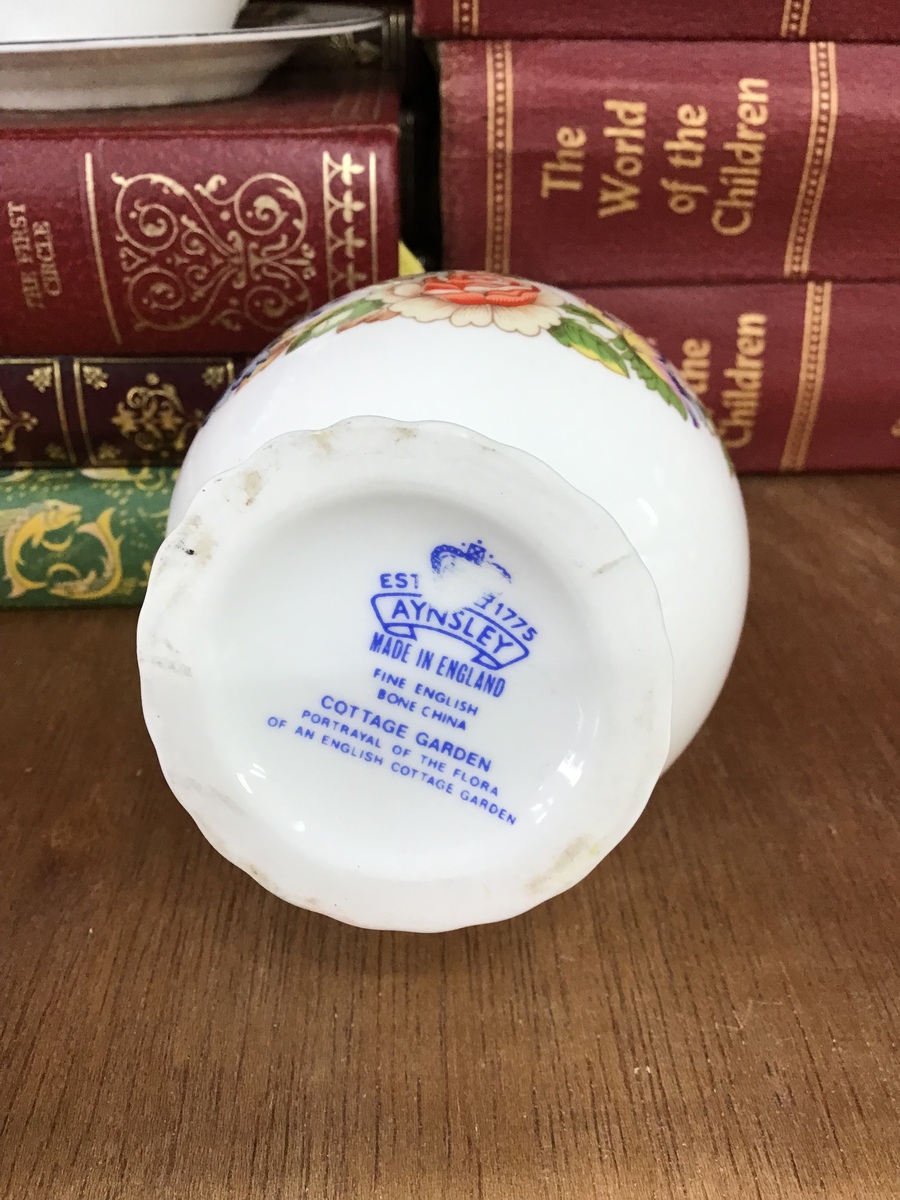 The
World
of the
Children
THE FIRST
CIRCLE
the
Children
EST 1775
AYNSLEY
MADE IN ENGLAND
FINE ENGLISH
BONE CHINA
COTTAGE GARDEN
PORTRAYAL OF THE FLORA
OF AN ENGLISH COTTAGE GARDEN